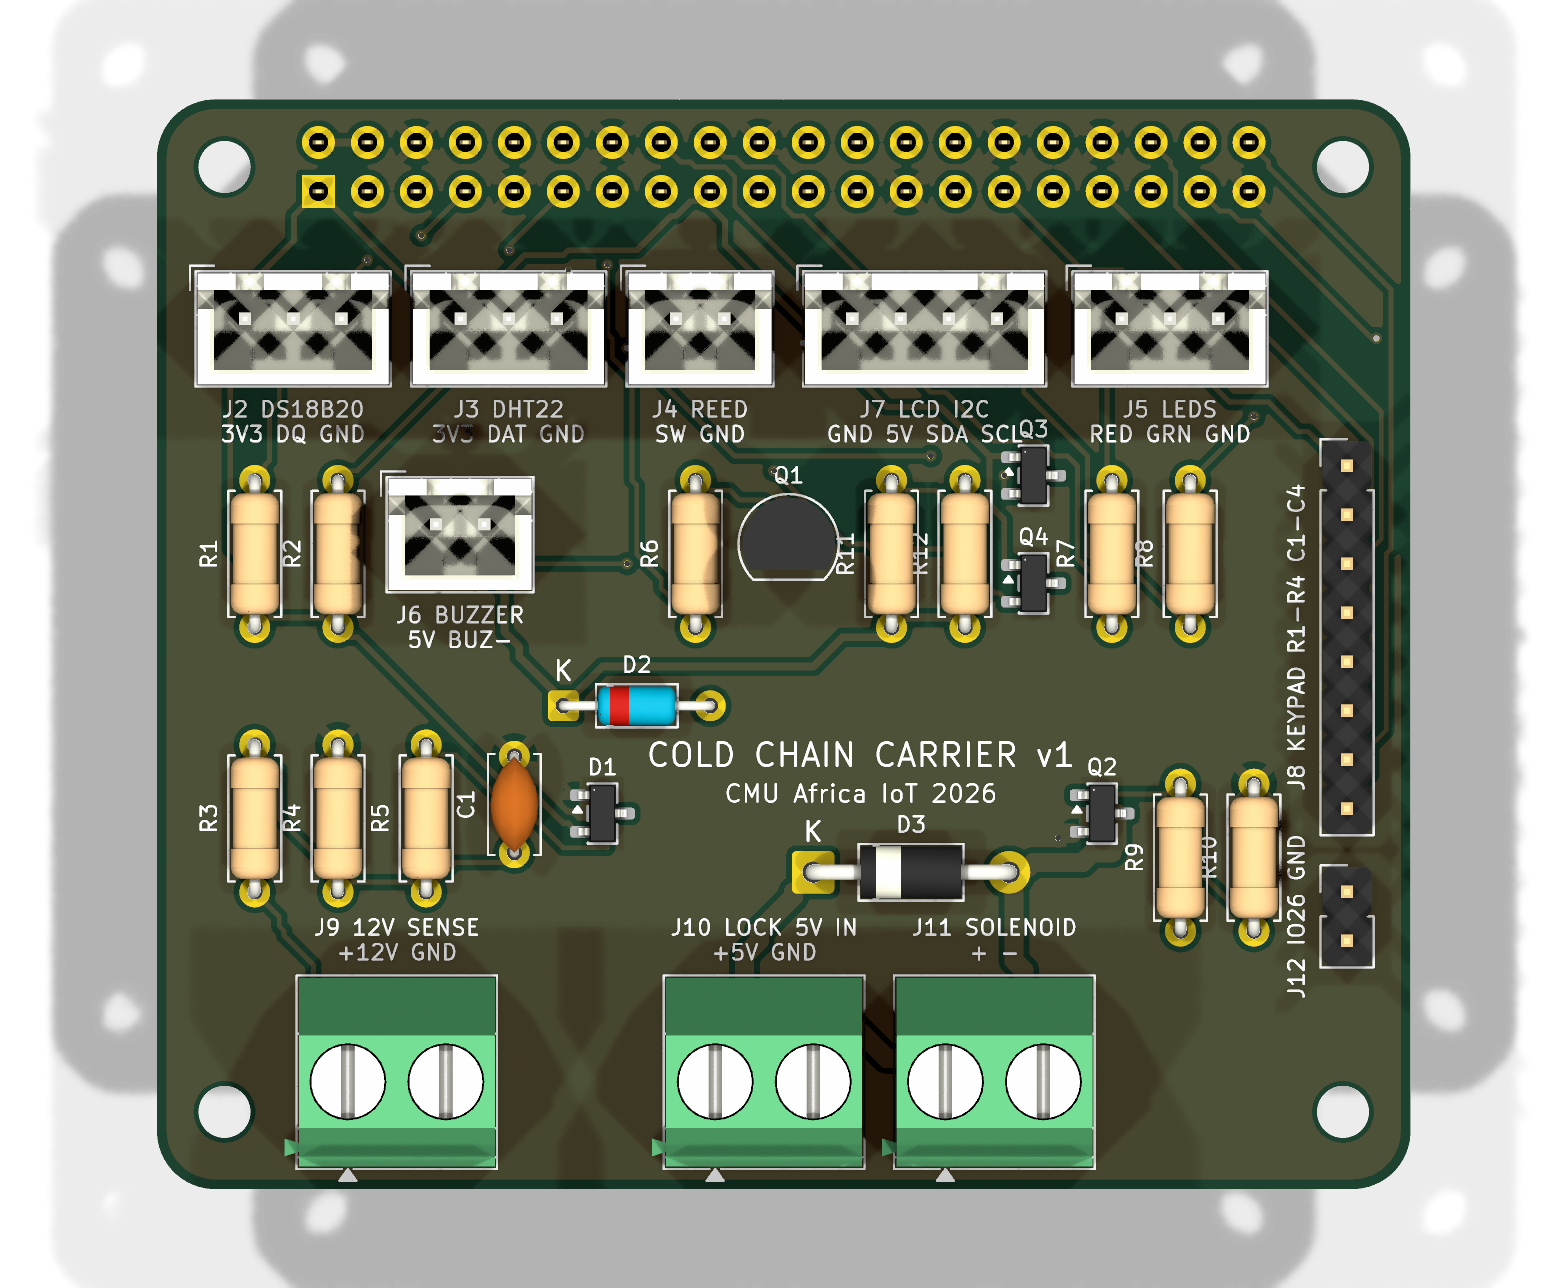 J2 DS18B20
3V3 DQ GND
J3 DHT22
3V3 DAT GND
J4 REED
SW GND
J7 LCD I2C
GND 5V SDA SCL
J5 LEDS
RED GRN GND
Q3
Q1
R1
R2
R6
R11
R12
Q4
R7
R8
J8 KEYPAD R1-R4 C1-C4
J6 BUZZER
5V BUZ-
K
D2
COLD CHAIN CARRIER v1
CMU Africa IoT 2026
D1
Q2
R3
R4
R5
C1
K
D3
R9
R10
J12 IO26 GND
J9 12V SENSE
+12V GND
J10 LOCK 5V IN
+5V GND
J11 SOLENOID
+ -